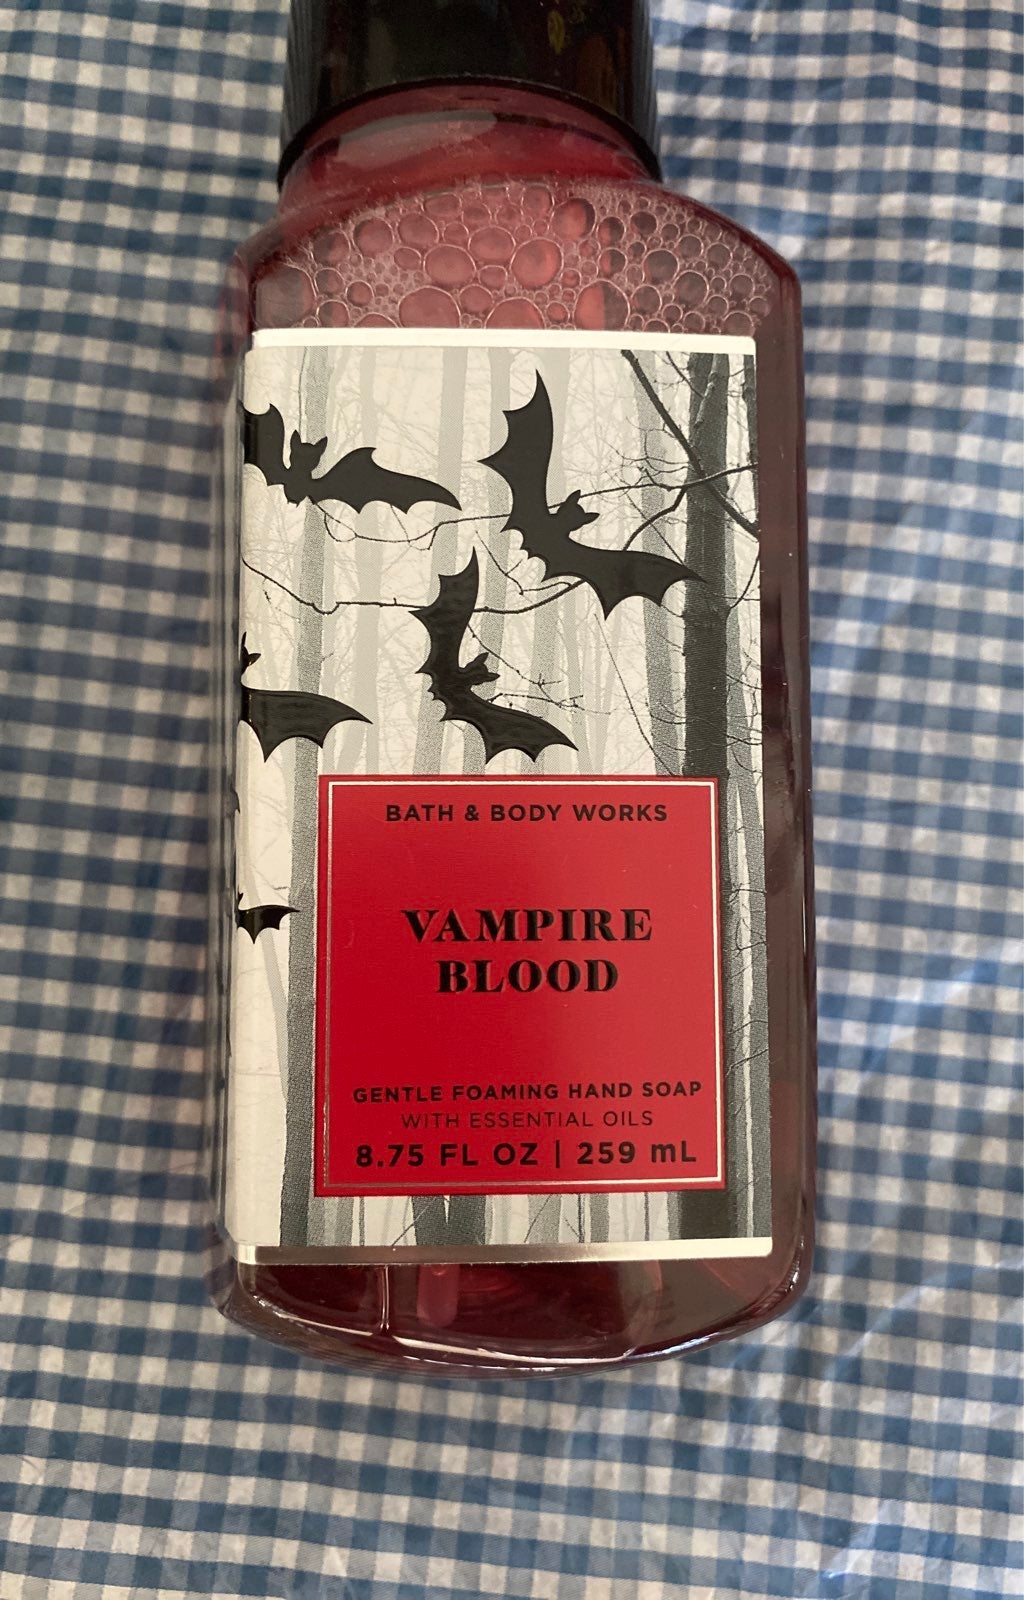 BATH & BODY WORKS
VAMPIRE
BLOOD
GENTLE FOAMING HAND SOAP
WITH ESSENTIAL OILS
8.75 FL OZ | 259 mL